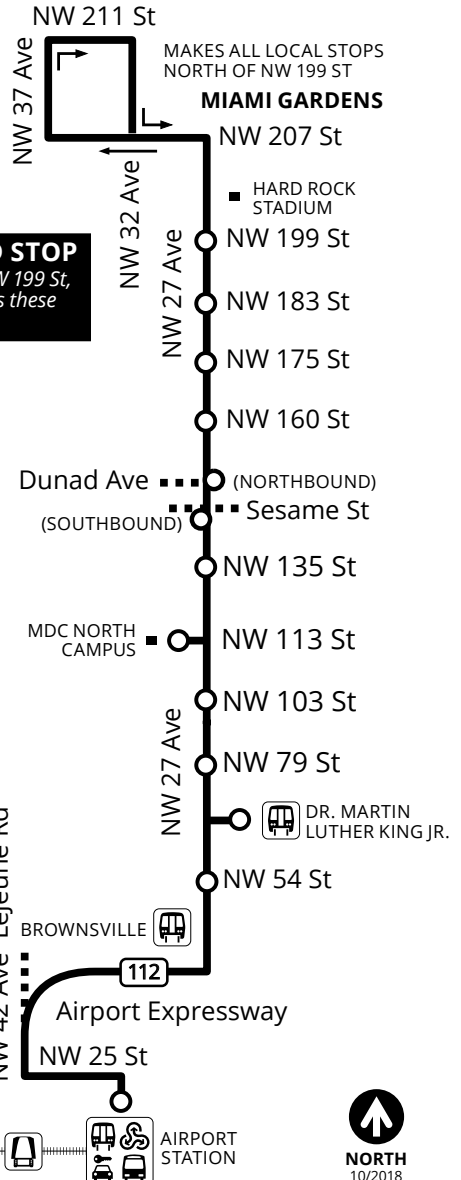 NW 211 St
NW 37 Ave
MAKES ALL LOCAL STOPS
NORTH OF NW 199 ST
MIAMI GARDENS
NW 207 St
NW 32 Ave
HARD ROCK
STADIUM
STOP
NW 199 St
199 St,
these
NW 27 Ave
NW 183 St
NW 175 St
NW 160 St
Dunad Ave
(NORTHBOUND)
Sesame St
(SOUTHBOUND)
NW 135 St
MDC NORTH
CAMPUS
NW 113 St
NW 103 St
NW 27 Ave
NW 79 St
DR. MARTIN
LUTHER KING JR.
NW 54 St
NW 42 Ave Lejeune Rd
BROWNSVILLE
112
Airport Expressway
NW 25 St
AIRPORT
STATION
NORTH
10/2018